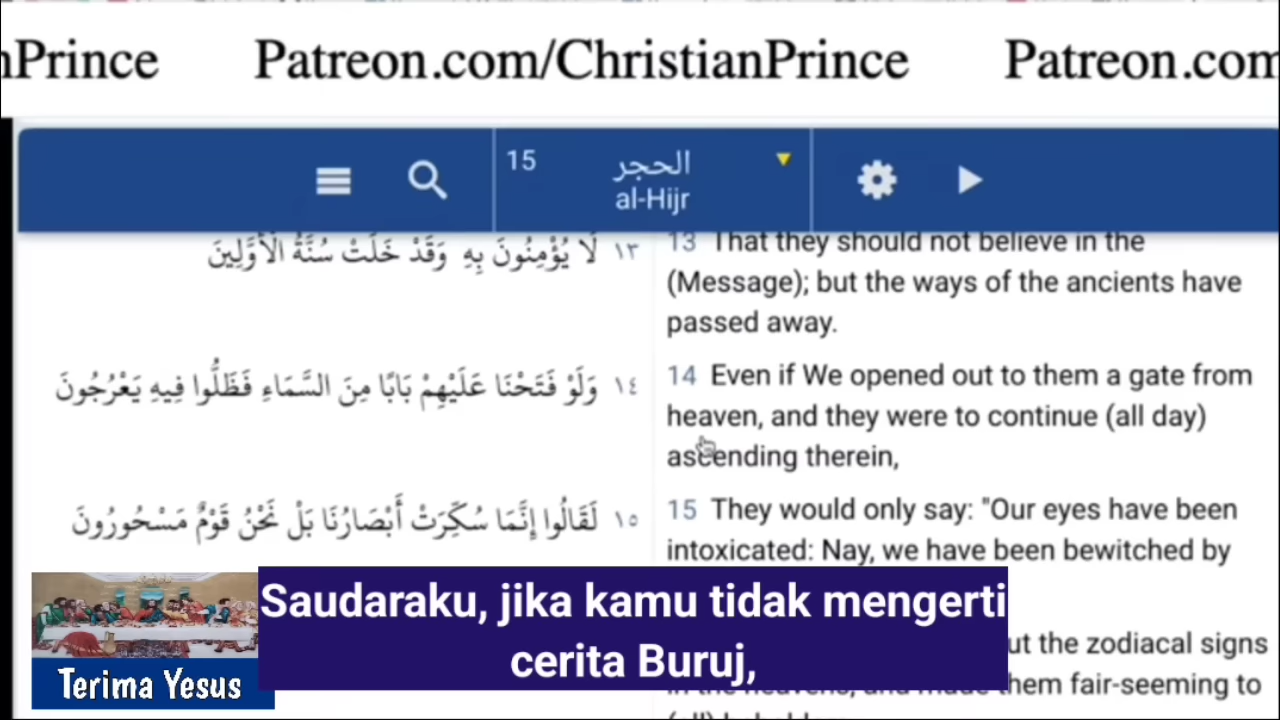 nPrince Patreon.com/ChristianPrince Patreon.com
15 الحجر
al-Hijr
لَا يُؤْمِنُونَ بِهِ وَقَدْ خَلَتْ سُنَّةُ الْأَوَّلِينَ ١٣
13 That they should not believe in the
(Message); but the ways of the ancients have
passed away.
وَلَوْ فَتَحْنَا عَلَيْهِمْ بَابًا مِنَ السَّمَاءِ فَظَلُّوا فِيهِ يَعْرُجُونَ ١٤
14 Even if We opened out to them a gate from
heaven, and they were to continue (all day)
ascending therein,
لَقَالُوا إِنَّمَا سُكِّرَتْ أَبْصَارُنَا بَلْ نَحْنُ قَوْمٌ مَسْحُورُونَ ١٥
15 They would only say: "Our eyes have been
intoxicated: Nay, we have been bewitched by
ut the zodiacal signs
them fair-seeming to
Saudaraku, jika kamu tidak mengerti
cerita Buruj,
Terima Yesus